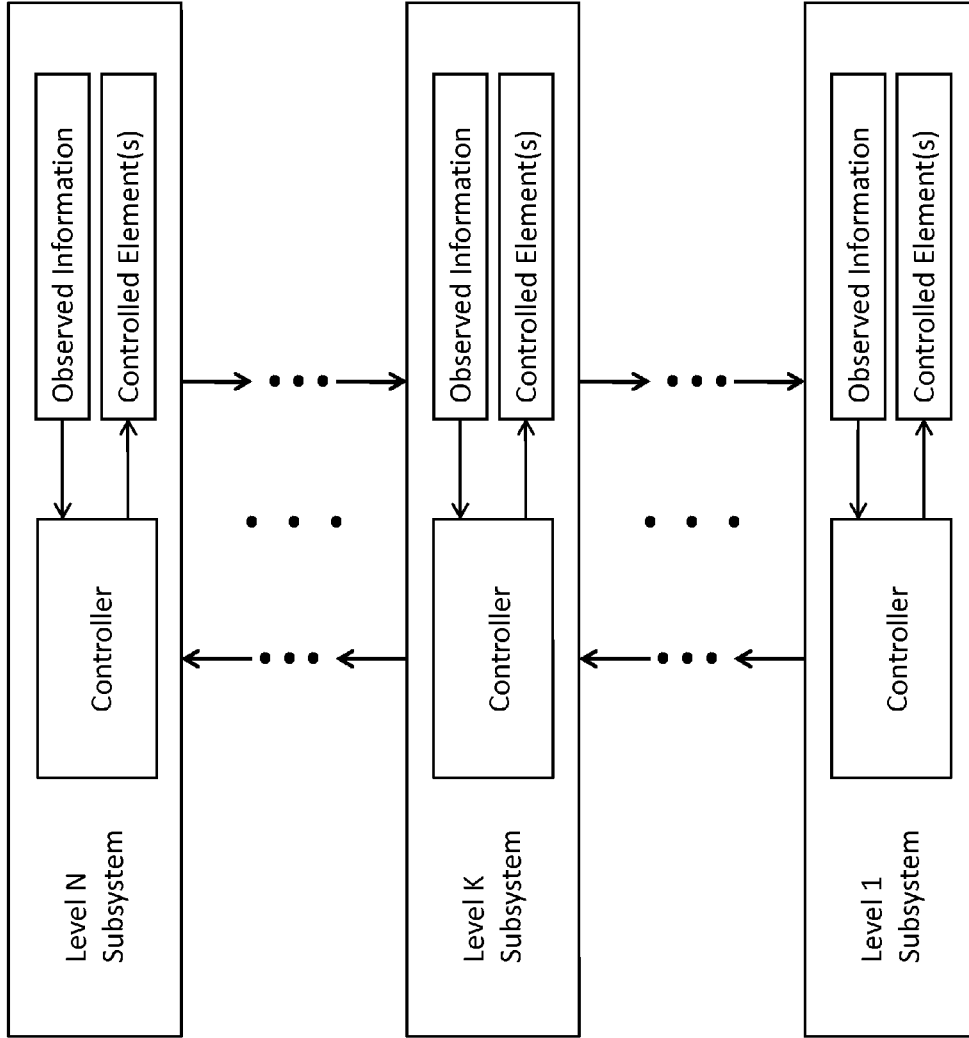 Level N
Subsystem
Controller
Observed Information
Controlled Element(s)
Level K
Subsystem
Controller
Observed Information
Controlled Element(s)
Level 1
Subsystem
Controller
Observed Information
Controlled Element(s)